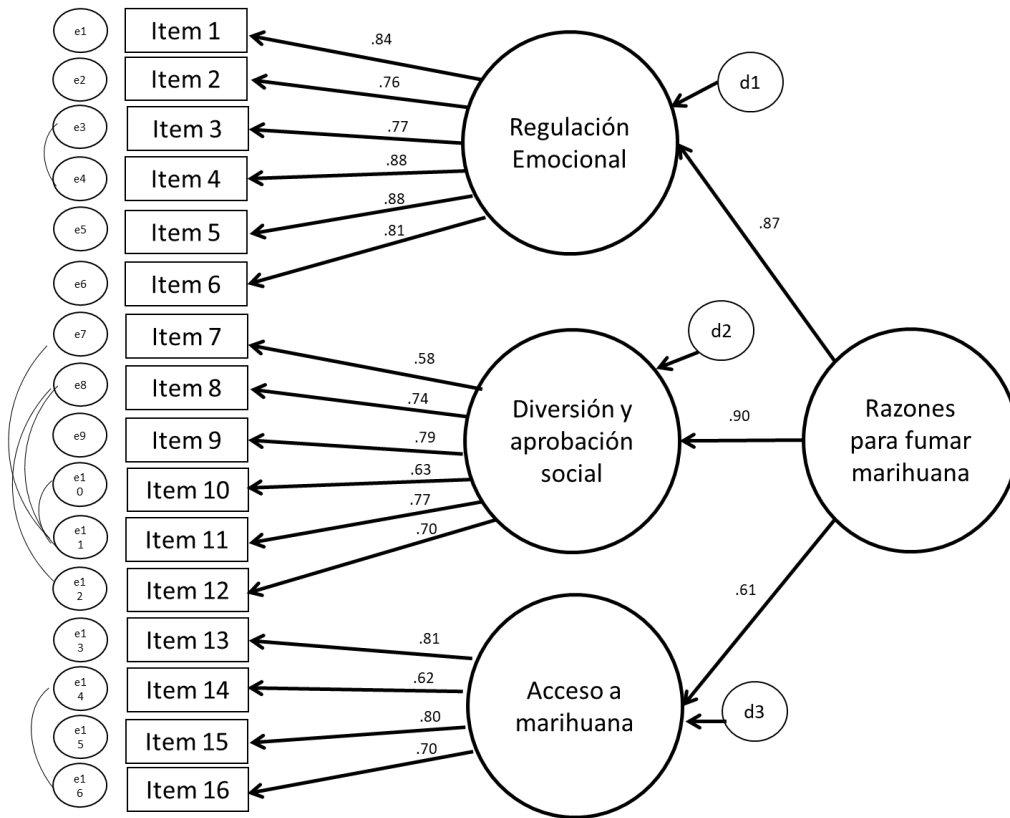 e1
Item 1
.84
e2
Item 2
.76
e3
Item 3
.77
e4
Item 4
.88
e5
Item 5
.88
e6
Item 6
.81
Regulación
Emocional
d1
.87
e7
Item 7
.58
e8
Item 8
.74
e9
Item 9
.79
e1
0
Item 10
.63
e1
1
Item 11
.77
e1
2
Item 12
.70
Diversión y
aprobación
social
d2
.90
Razones
para fumar
marihuana
e1
3
Item 13
.81
e1
4
Item 14
.62
e1
5
Item 15
.80
e1
6
Item 16
.70
Acceso a
marihuana
d3
.61